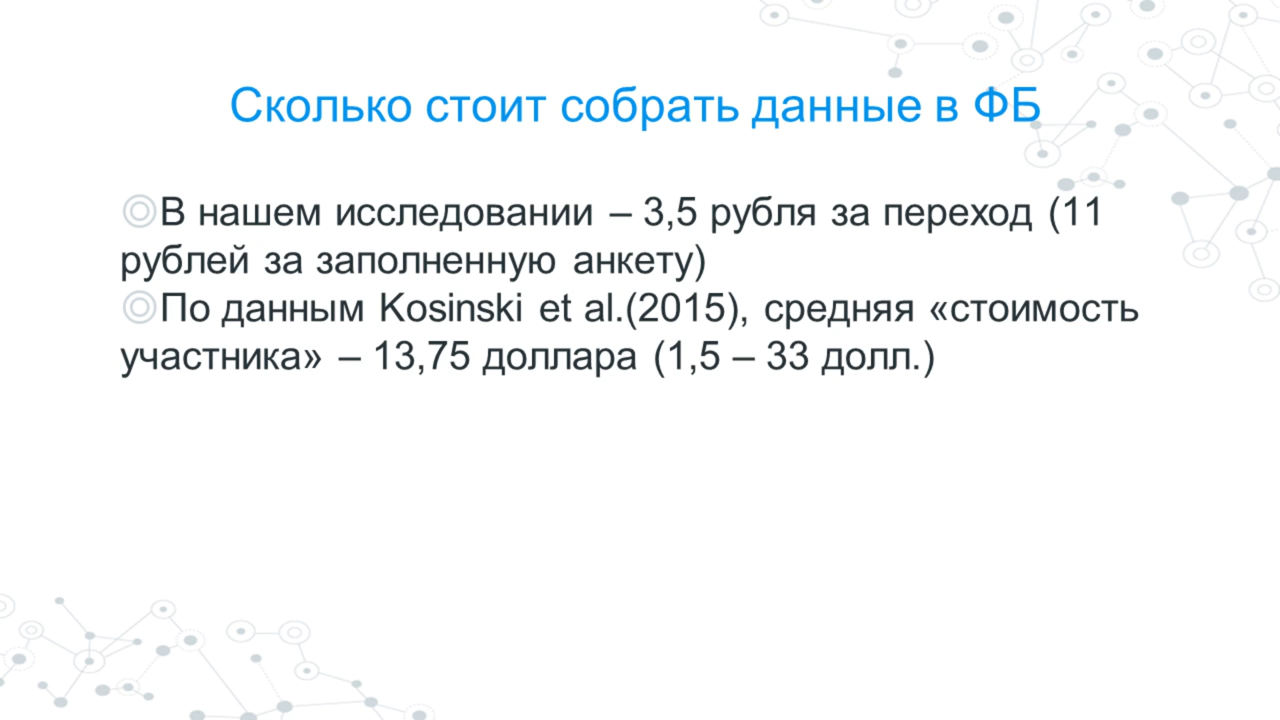 Сколько стоит собрать данные в ФБ
В нашем исследовании – 3,5 рубля за переход (11
рублей за заполненную анкету)
По данным Kosinski et al.(2015), средняя «стоимость
участника» – 13,75 доллара (1,5 – 33 долл.)